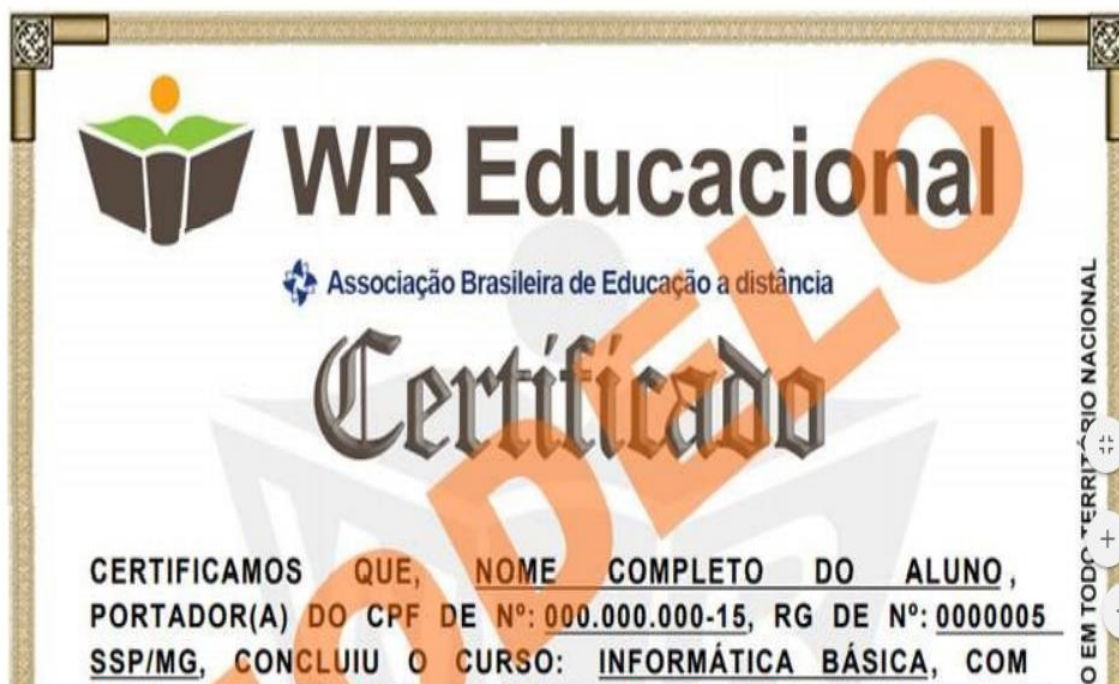 WR Educacional
Associação Brasileira de Educação a distância
Certificado
CERTIFICAMOS QUE, NOME COMPLETO DO ALUNO,
PORTADOR(A) DO CPF DE Nº: 000.000.000-15, RG DE Nº: 0000005
SSP/MG, CONCLUIU O CURSO: INFORMÁTICA BÁSICA, COM
ODELO
O EM TODO TERRITÓRIO NACIONAL